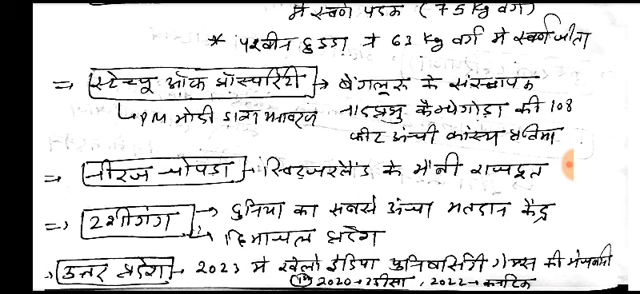 में स्वर्ण पदक (75 kg वर्ग)
* परवीन हुड्डा ने 63 kg वर्ग में स्वर्ण जीता
⇒ स्टेच्यू ऑफ प्रॉस्पैरिटी → बेंगलूरू के संस्थापक
↳ PM मोदी द्वारा अनावरण नाडप्रभु कैम्पेगोड़ा की 108
फीट ऊंची कांस्य प्रतिमा
⇒ नीरज चोपडा → स्विट्जरलैंड के मैत्री राजदूत
⇒ टशीगंग → दुनिया का सबसे ऊंचा मतदान केंद्र
↳ हिमाचल प्रदेश
→ उत्तर प्रदेश → 2023 में खेलो इंडिया यूनिवर्सिटी गेम्स की मेजबानी
2020 → उड़ीसा, 2022 → कर्नाटक